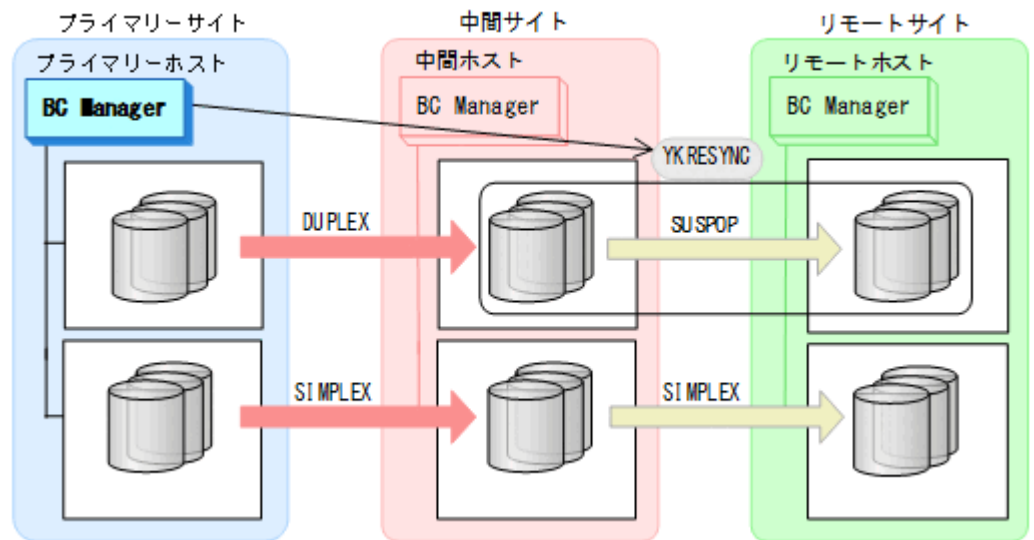 プライマリーサイト
中間サイト
リモートサイト
プライマリーホスト
中間ホスト
リモートホスト
BC Manager
BC Manager
BC Manager
YKRESYNC
DUPLEX
SUSPOP
SIMPLEX
SIMPLEX